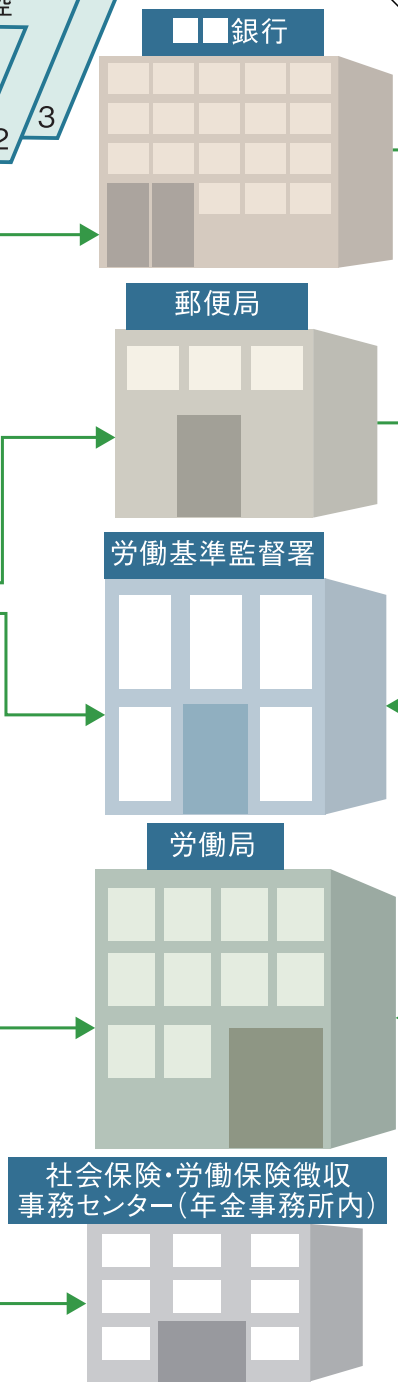 3
2
□□銀行
郵便局
労働基準監督署
労働局
社会保険・労働保険徴収
事務センター（年金事務所内）